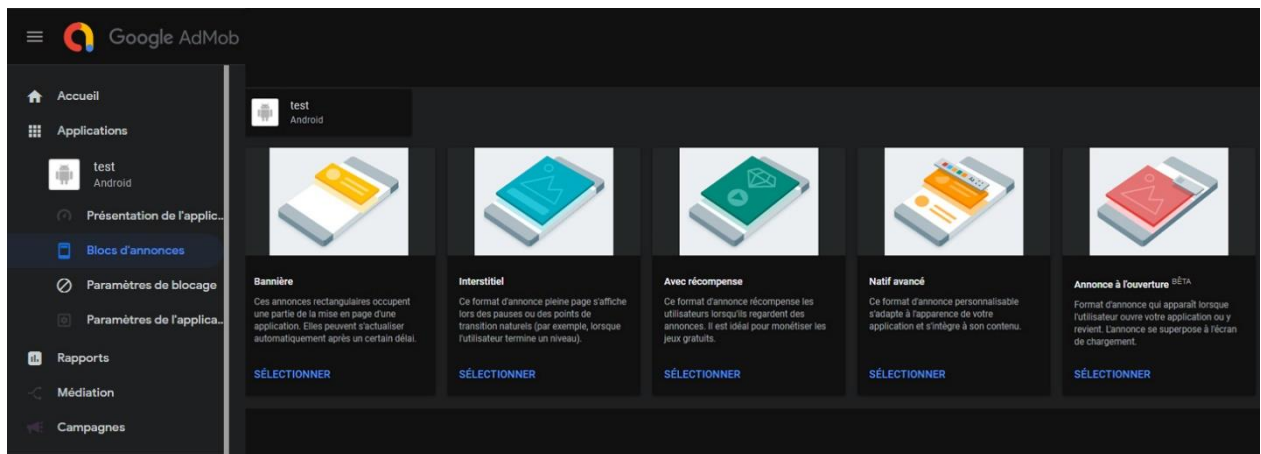 Google AdMob
Accueil
Applications
test
Android
Présentation de l'applic...
Blocs d'annonces
Paramètres de blocage
Paramètres de l'applica...
Rapports
Médiation
Campagnes
test
Android
Bannière
Ces annonces rectangulaires occupent
une partie de la mise en page d'une
application. Elles peuvent s'actualiser
automatiquement après un certain délai.
SÉLECTIONNER
Interstitiel
Ce format d'annonce pleine page s'affiche
lors des pauses ou des points de
transition naturels (par exemple, lorsque
l'utilisateur termine un niveau).
SÉLECTIONNER
Avec récompense
Ce format d'annonce récompense les
utilisateurs lorsqu'ils regardent des
annonces. Il est idéal pour monétiser les
jeux gratuits.
SÉLECTIONNER
Natif avancé
Ce format d'annonce personnalisable
s'adapte à l'apparence de votre
application et s'intègre à son contenu.
SÉLECTIONNER
Annonce à l'ouverture BÊTA
Format d'annonce qui apparaît lorsque
l'utilisateur ouvre votre application ou y
revient. L'annonce se superpose à l'écran
de chargement.
SÉLECTIONNER